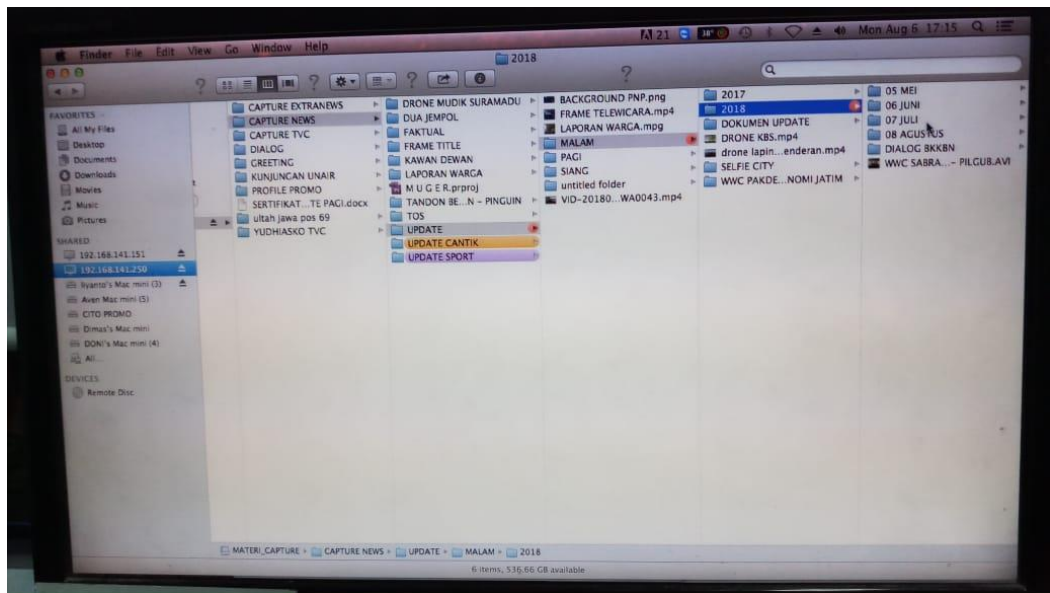 Finder File Edit View Go Window Help
21 38° Mon Aug 6 17:15
2018
? ? ? ?
FAVORITES
All My Files
Desktop
Documents
Downloads
Movies
Music
Pictures
SHARED
192.168.141.151
192.168.141.250
Ilyanto's Mac mini (3)
Aven Mac mini (5)
CITO PROMO
Dimas's Mac mini
DONI's Mac mini (4)
All...
DEVICES
Remote Disc
CAPTURE EXTRANEWS
CAPTURE NEWS
CAPTURE TVC
DIALOG
GREETING
KUNJUNGAN UNAIR
PROFILE PROMO
SERTIFIKAT...TE PAGI.docx
ultah jawa pos 69
YUDHIASKO TVC
DRONE MUDIK SURAMADU
DUA JEMPOL
FAKTUAL
FRAME TITLE
KAWAN DEWAN
LAPORAN WARGA
M U G E R.prproj
TANDON BE...N - PINGUIN
TOS
UPDATE
UPDATE CANTIK
UPDATE SPORT
BACKGROUND PNP.png
FRAME TELEWICARA.mp4
LAPORAN WARGA.mpg
MALAM
PAGI
SIANG
untitled folder
VID-20180...WA0043.mp4
2017
2018
DOKUMEN UPDATE
DRONE KBS.mp4
drone lapin...enderan.mp4
SELFIE CITY
WWC PAKDE...NOMI JATIM
05 MEI
06 JUNI
07 JULI
08 AGUSTUS
DIALOG BKKBN
WWC SABRA...- PILGUB.AVI
MATERI_CAPTURE CAPTURE NEWS UPDATE MALAM 2018
6 items, 536.66 GB available